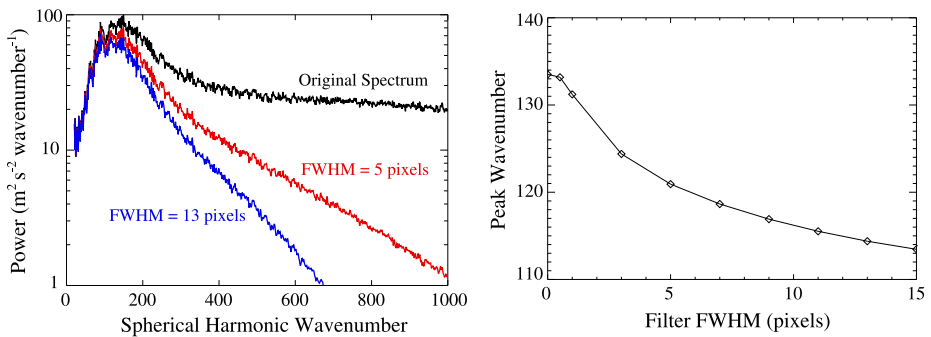 100
10
1
Power (m² s⁻² wavenumber⁻¹)
Original Spectrum
FWHM = 5 pixels
FWHM = 13 pixels
0 200 400 600 800 1000
Spherical Harmonic Wavenumber
140
130
120
110
Peak Wavenumber
0 5 10 15
Filter FWHM (pixels)